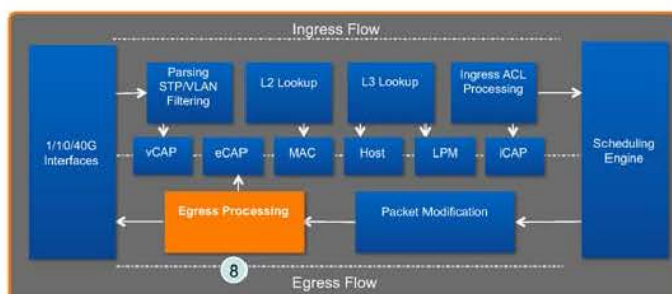 Ingress Flow
Parsing
STP/VLAN
Filtering
L2 Lookup
L3 Lookup
Ingress ACL
Processing
1/10/40G
Interfaces
vCAP
eCAP
MAC
Host
LPM
iCAP
Scheduling
Engine
Egress Processing
Packet Modification
8
Egress Flow